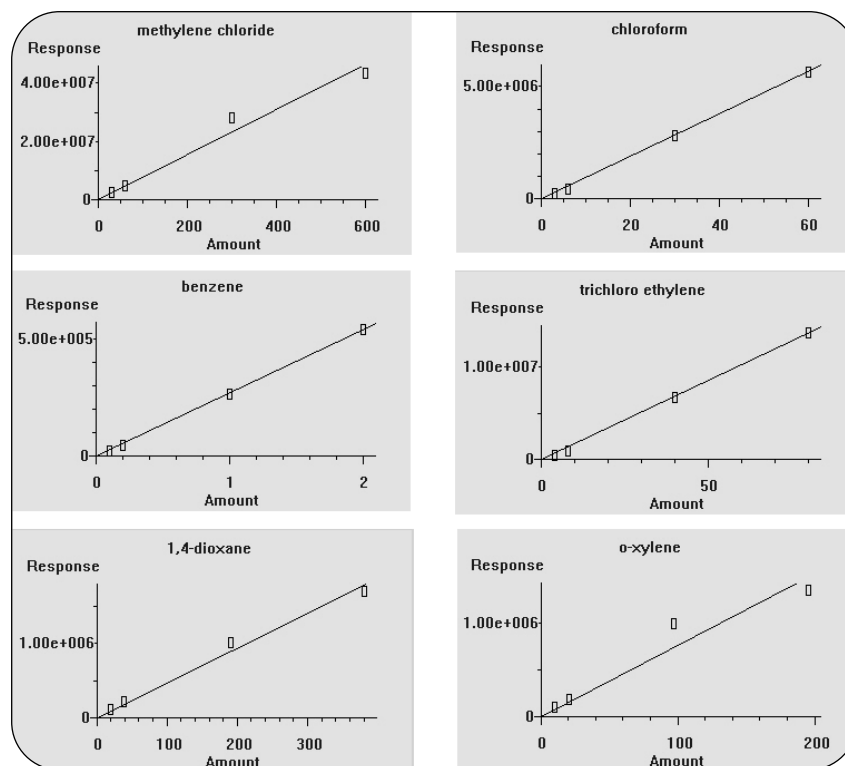 methylene chloride
Response
4.00e+007
2.00e+007
0
0 200 400 600
Amount
chloroform
Response
5.00e+006
0
0 20 40 60
Amount
benzene
Response
5.00e+005
0
0 1 2
Amount
trichloro ethylene
Response
1.00e+007
0
0 50
Amount
1,4-dioxane
Response
1.00e+006
0
0 100 200 300
Amount
o-xylene
Response
1.00e+006
0
0 100 200
Amount